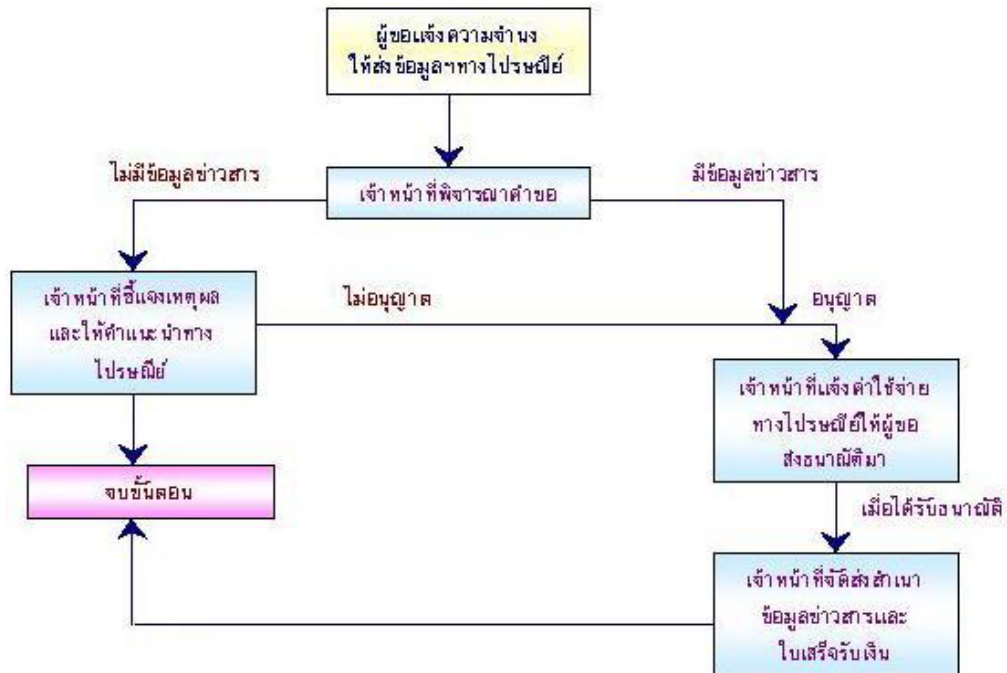 ผู้ขอแจ้งความจำนง
ให้ส่งข้อมูลฯทางไปรษณีย์
ไม่มีข้อมูลข่าวสาร
มีข้อมูลข่าวสาร
เจ้าหน้าที่พิจารณาคำขอ
เจ้าหน้าที่ชี้แจงเหตุผล
และให้คำแนะนำทาง
ไปรษณีย์
ไม่อนุญาต
อนุญาต
เจ้าหน้าที่แจ้งค่าใช้จ่าย
ทางไปรษณีย์ให้ผู้ขอ
ส่งธนาณัติมา
จบขั้นตอน
เมื่อได้รับธนาณัติ
เจ้าหน้าที่จัดส่งสำเนา
ข้อมูลข่าวสารและ
ใบเสร็จรับเงิน